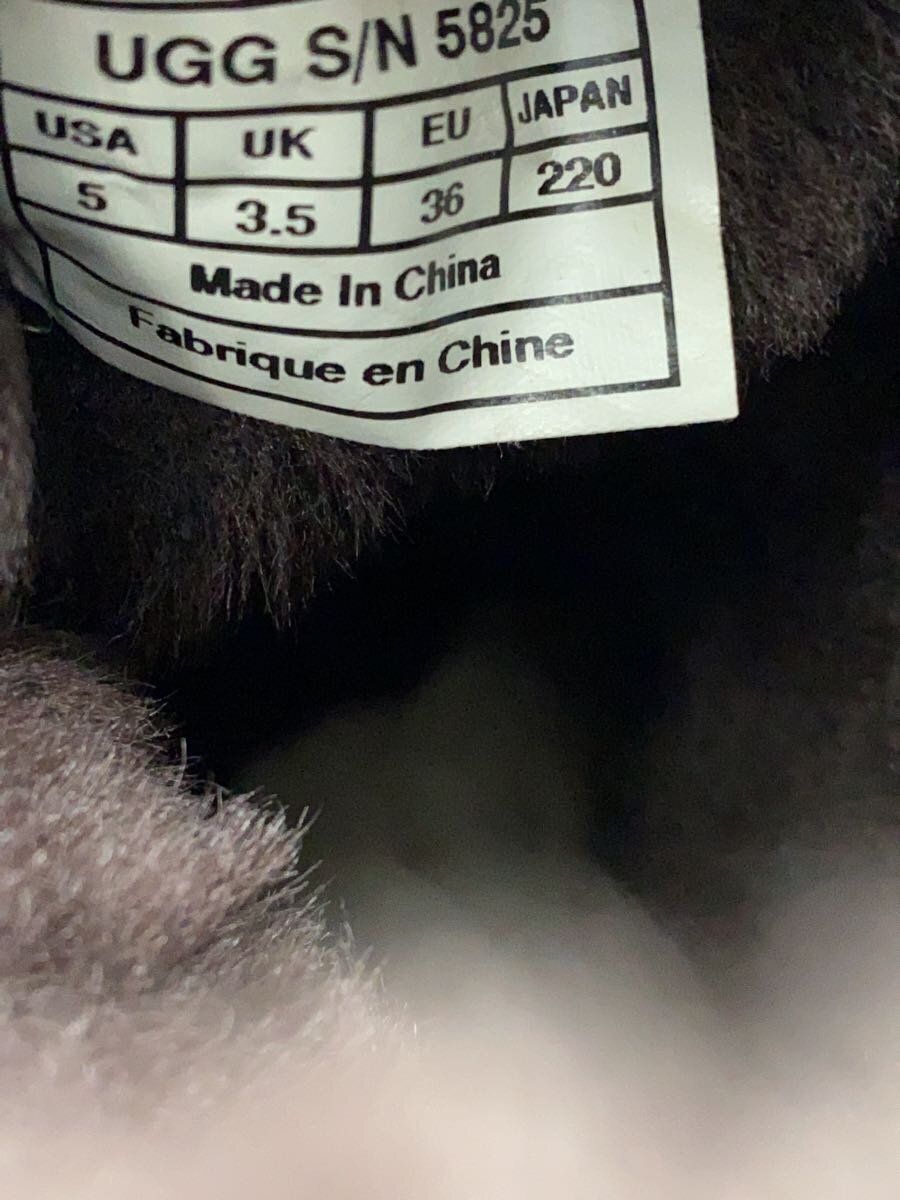 UGG S/N 5825
USA UK EU JAPAN
5 3.5 36 220
Made In China
Fabrique en Chine